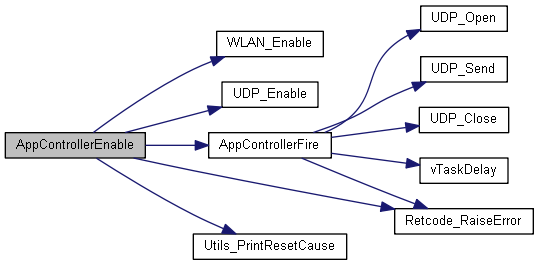 AppControllerEnable
WLAN_Enable
UDP_Enable
AppControllerFire
UDP_Open
UDP_Send
UDP_Close
vTaskDelay
Retcode_RaiseError
Utils_PrintResetCause